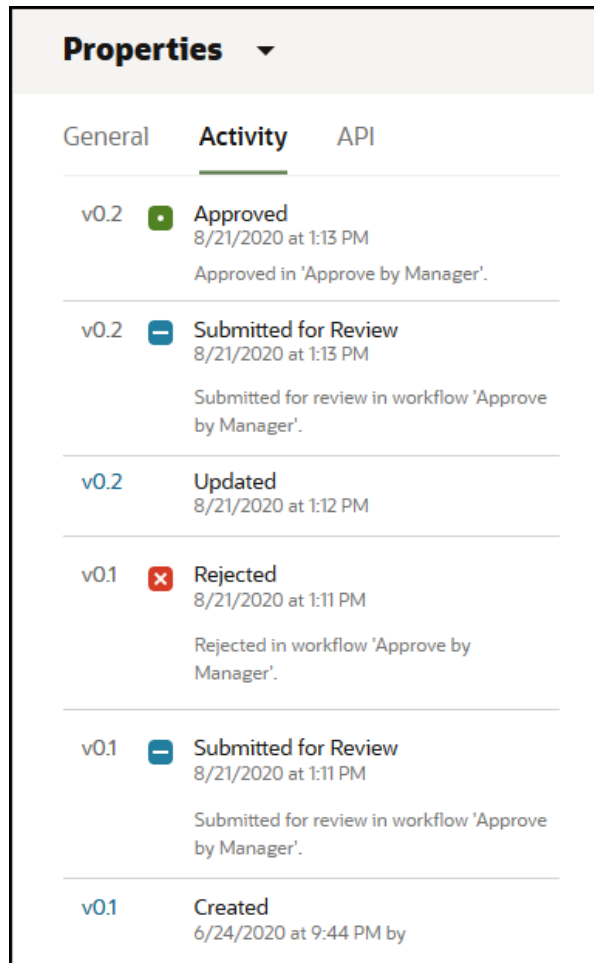 Properties
General Activity API
v0.2 Approved
8/21/2020 at 1:13 PM
Approved in 'Approve by Manager'.
v0.2 Submitted for Review
8/21/2020 at 1:13 PM
Submitted for review in workflow 'Approve
by Manager'.
v0.2 Updated
8/21/2020 at 1:12 PM
v0.1 Rejected
8/21/2020 at 1:11 PM
Rejected in workflow 'Approve by
Manager'.
v0.1 Submitted for Review
8/21/2020 at 1:11 PM
Submitted for review in workflow 'Approve
by Manager'.
v0.1 Created
6/24/2020 at 9:44 PM by